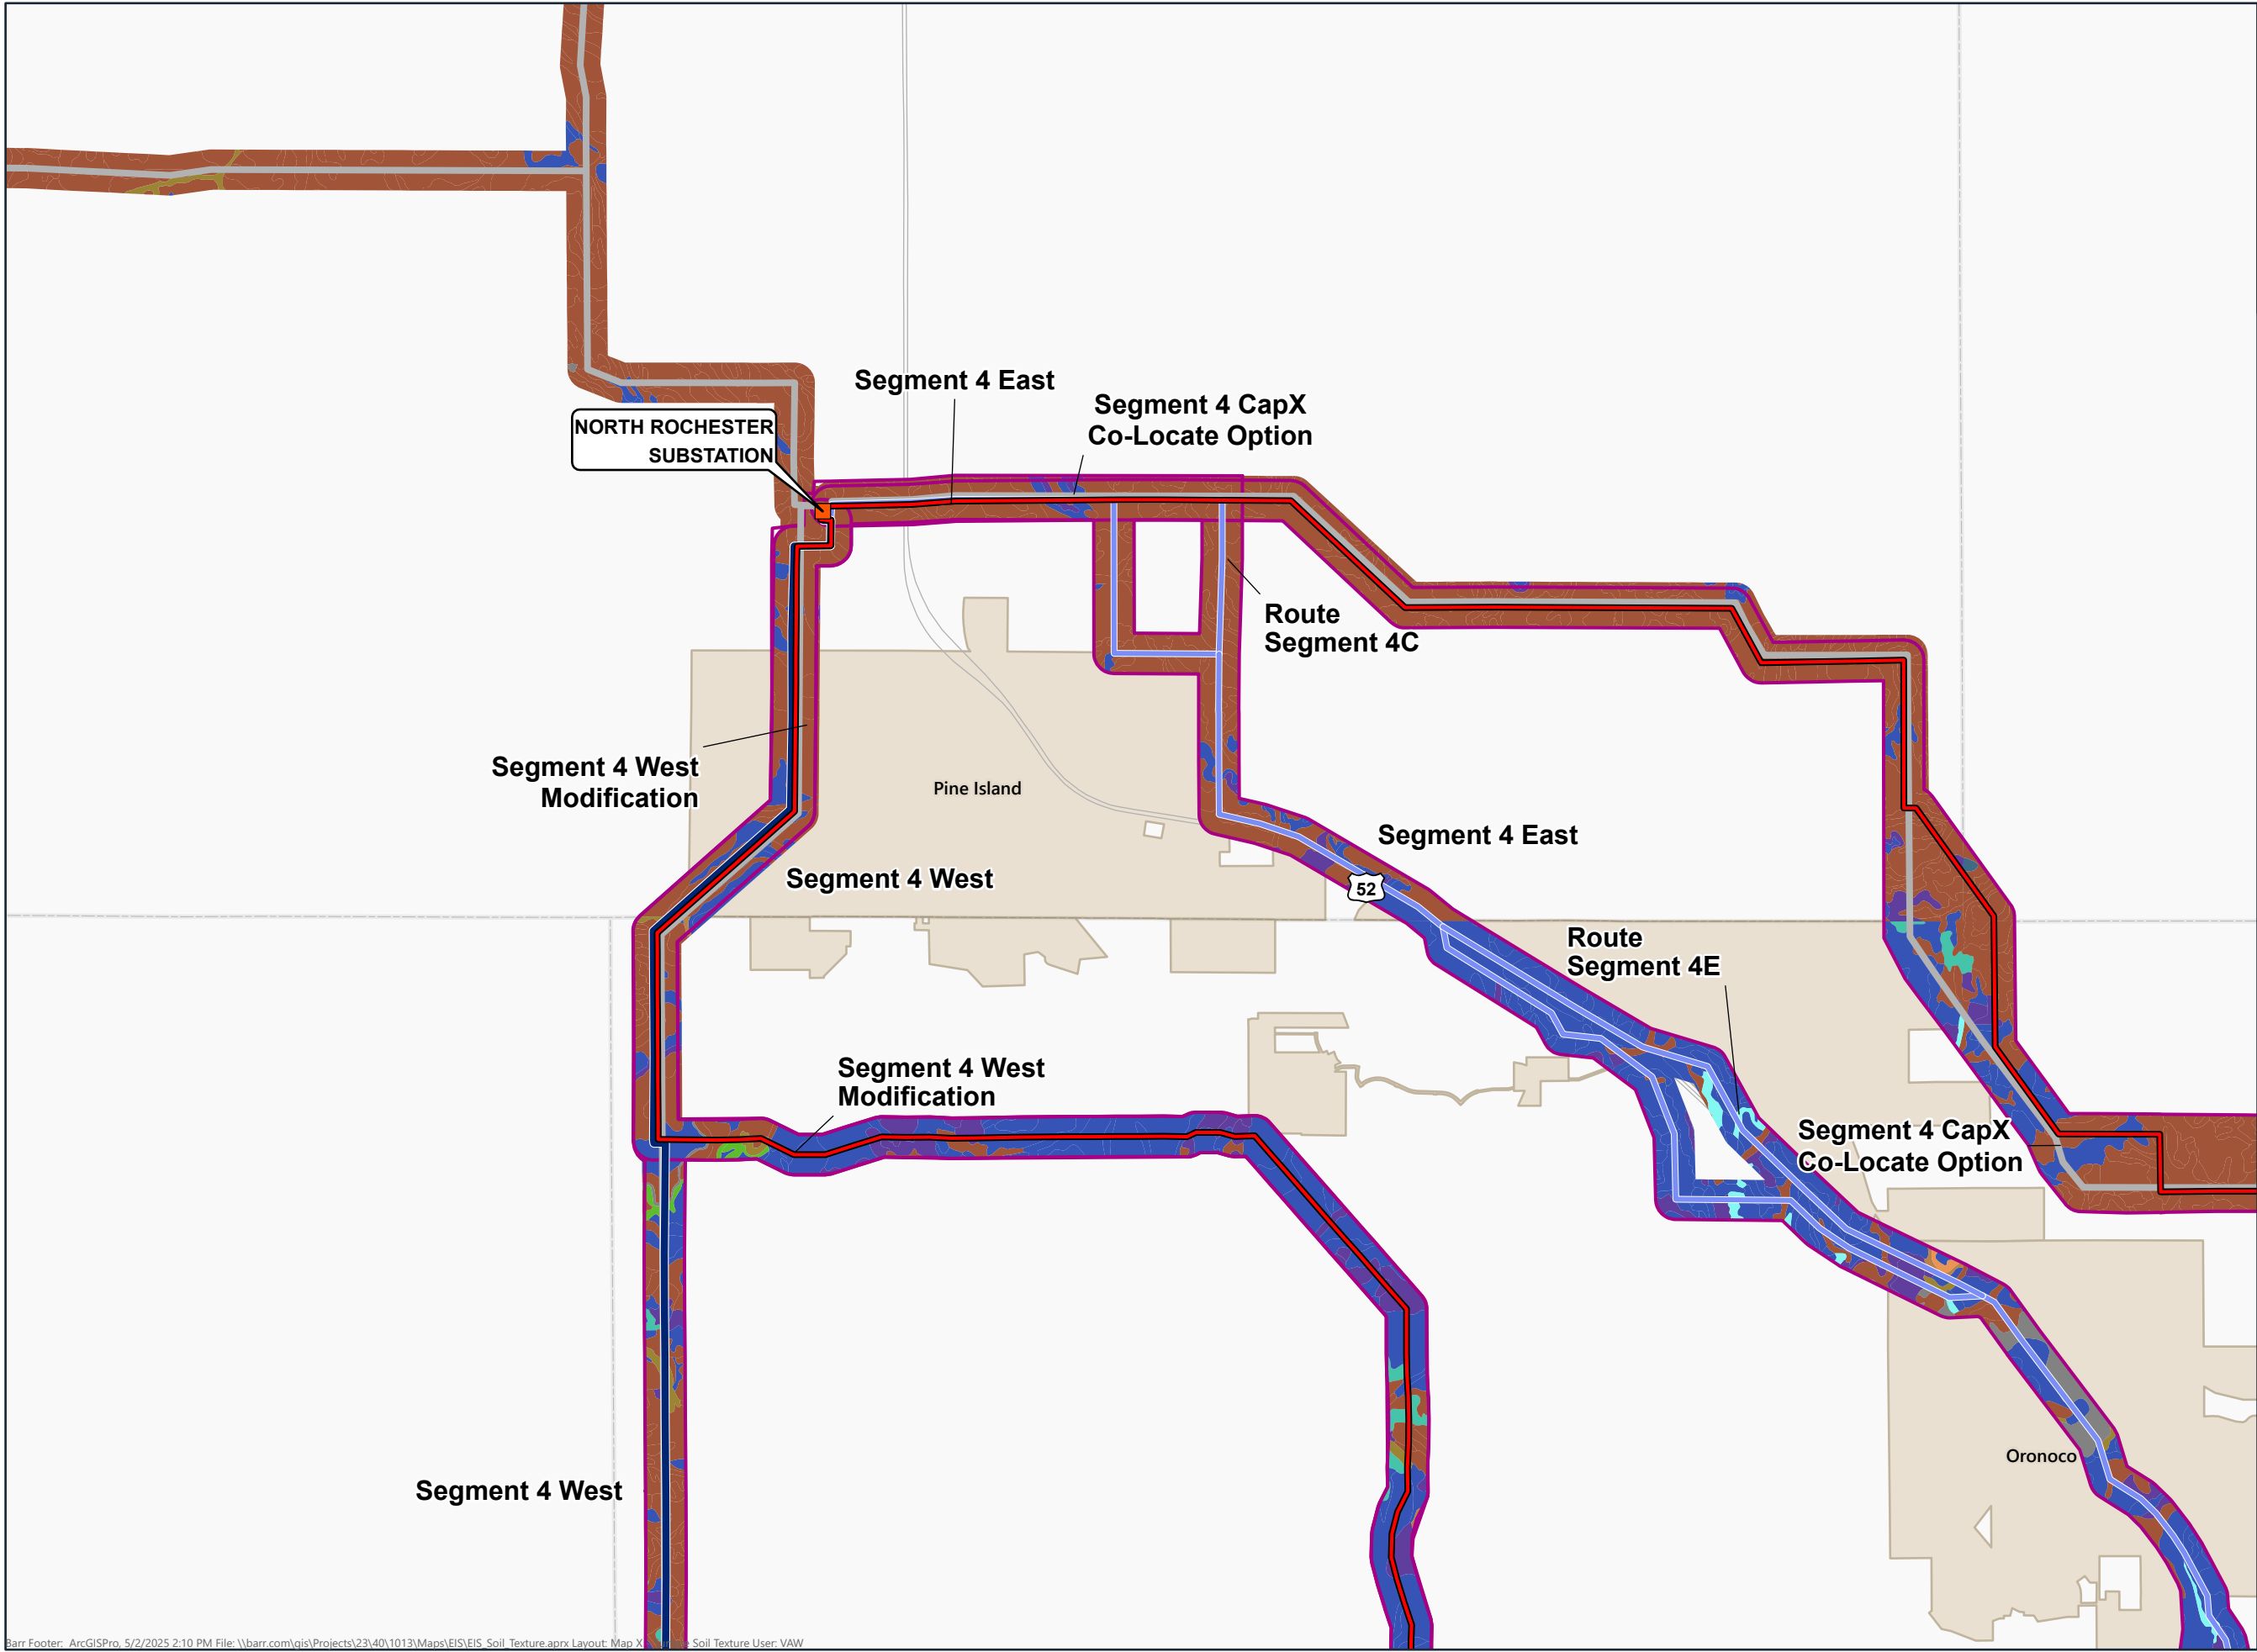 Segment 4 East
Segment 4 CapX
Co-Locate Option
NORTH ROCHESTER
SUBSTATION
Route
Segment 4C
Segment 4 West
Modification
Pine Island
Segment 4 East
Segment 4 West
52
Route
Segment 4E
Segment 4 West
Modification
Segment 4 CapX
Co-Locate Option
Oronoco
Segment 4 West
Barr Footer: ArcGISPro, 5/2/2025 2:10 PM File: \\barr.com\gis\Projects\23\40\1013\Maps\EIS\EIS_Soil_Texture.aprx Layout: Map X Soil Texture User: VAW